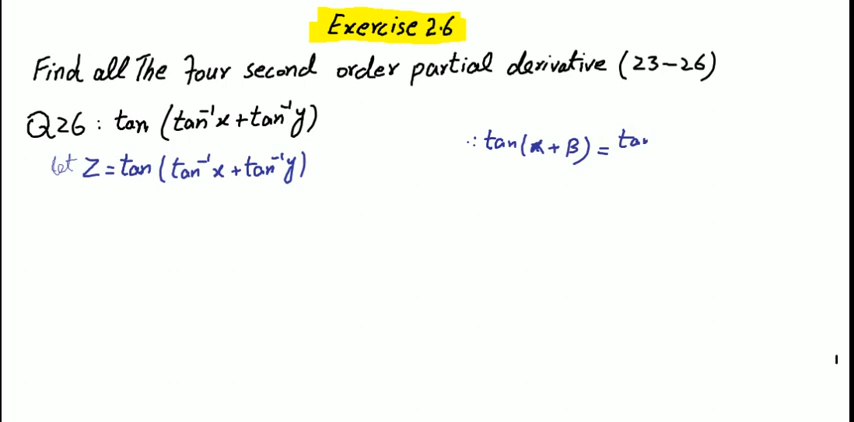 Exercise 2.6
Find all The four second order partial derivative (23-26)
Q26: tan (tan⁻¹x+tan⁻¹y)
let Z=tan (tan⁻¹x+tan⁻¹y)
∵ tan(α+β)= tan